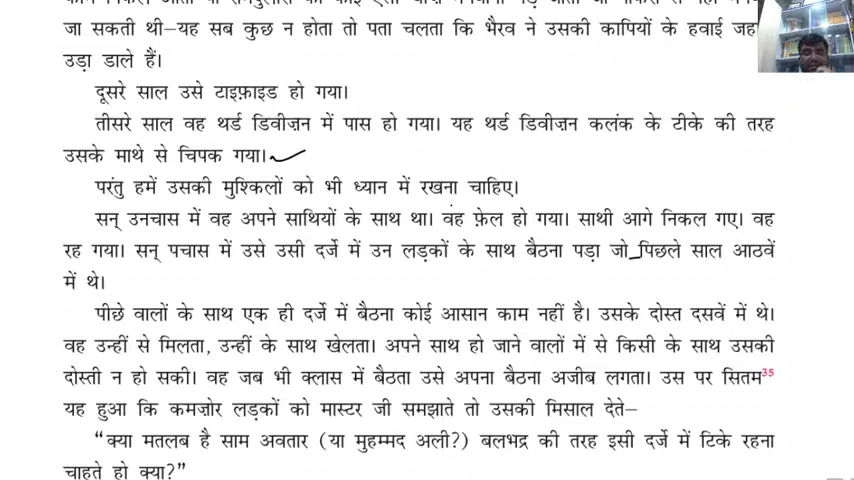 जा सकती थी–यह सब कुछ न होता तो पता चलता कि भैरव ने उसकी कापियों के हवाई जहा
उड़ा डाले हैं।
दूसरे साल उसे टाइफ़ाइड हो गया।
तीसरे साल वह थर्ड डिवीज़न में पास हो गया। यह थर्ड डिवीज़न कलंक के टीके की तरह
उसके माथे से चिपक गया।
परंतु हमें उसकी मुश्किलों को भी ध्यान में रखना चाहिए।
सन् उनचास में वह अपने साथियों के साथ था। वह फ़ेल हो गया। साथी आगे निकल गए। वह
रह गया। सन् पचास में उसे उसी दर्जे में उन लड़कों के साथ बैठना पड़ा जो पिछले साल आठवें
में थे।
पीछे वालों के साथ एक ही दर्जे में बैठना कोई आसान काम नहीं है। उसके दोस्त दसवें में थे।
वह उन्हीं से मिलता, उन्हीं के साथ खेलता। अपने साथ हो जाने वालों में से किसी के साथ उसकी
दोस्ती न हो सकी। वह जब भी क्लास में बैठता उसे अपना बैठना अजीब लगता। उस पर सितम35
यह हुआ कि कमज़ोर लड़कों को मास्टर जी समझाते तो उसकी मिसाल देते–
“क्या मतलब है साम अवतार (या मुहम्मद अली?) बलभद्र की तरह इसी दर्जे में टिके रहना
चाहते हो क्या?”